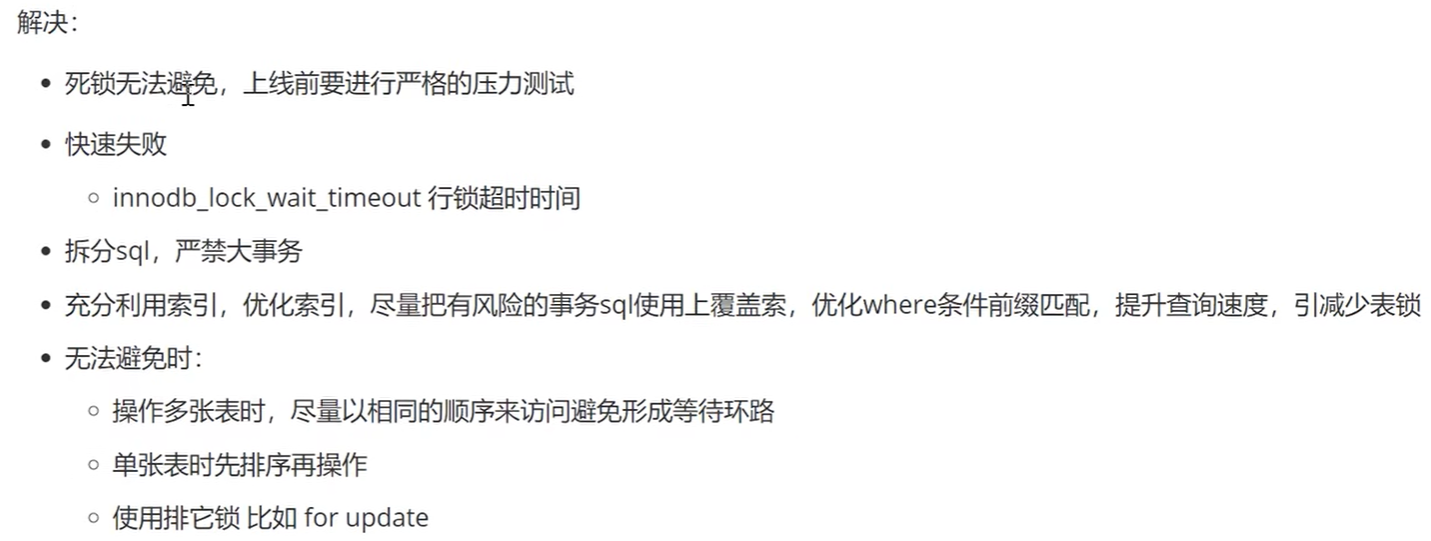 解决：
死锁无法避免，上线前要进行严格的压力测试
快速失败
innodb_lock_wait_timeout 行锁超时时间
拆分sql，严禁大事务
充分利用索引，优化索引，尽量把有风险的事务sql使用上覆盖索，优化where条件前缀匹配，提升查询速度，引减少表锁
无法避免时：
操作多张表时，尽量以相同的顺序来访问避免形成等待环路
单张表时先排序再操作
使用排它锁 比如 for update